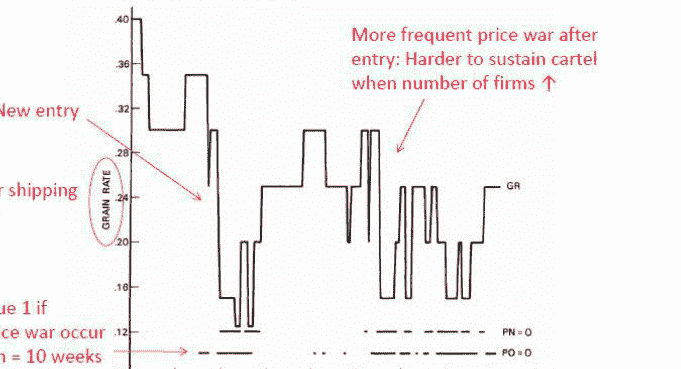 .40
More frequent price war after
entry: Harder to sustain cartel
when number of firms ↑
.36
.32
New entry
.28
shipping
GRAIN RATE
.24
GR
.20
.16
ue 1 if
ice war occur
.12
PN = O
n = 10 weeks
PO = O